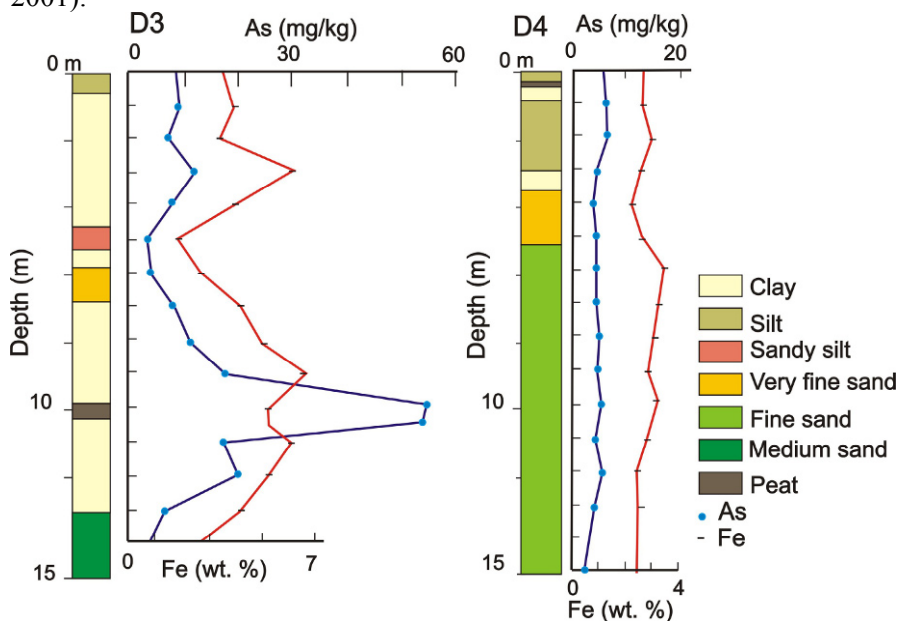 2001).
D3
As (mg/kg)
0 30 60
0 m
Depth (m)
10
15
0 7
Fe (wt. %)
D4
As (mg/kg)
0 20
0 m
Depth (m)
10
15
0 4
Fe (wt. %)
Clay
Silt
Sandy silt
Very fine sand
Fine sand
Medium sand
Peat
As
Fe